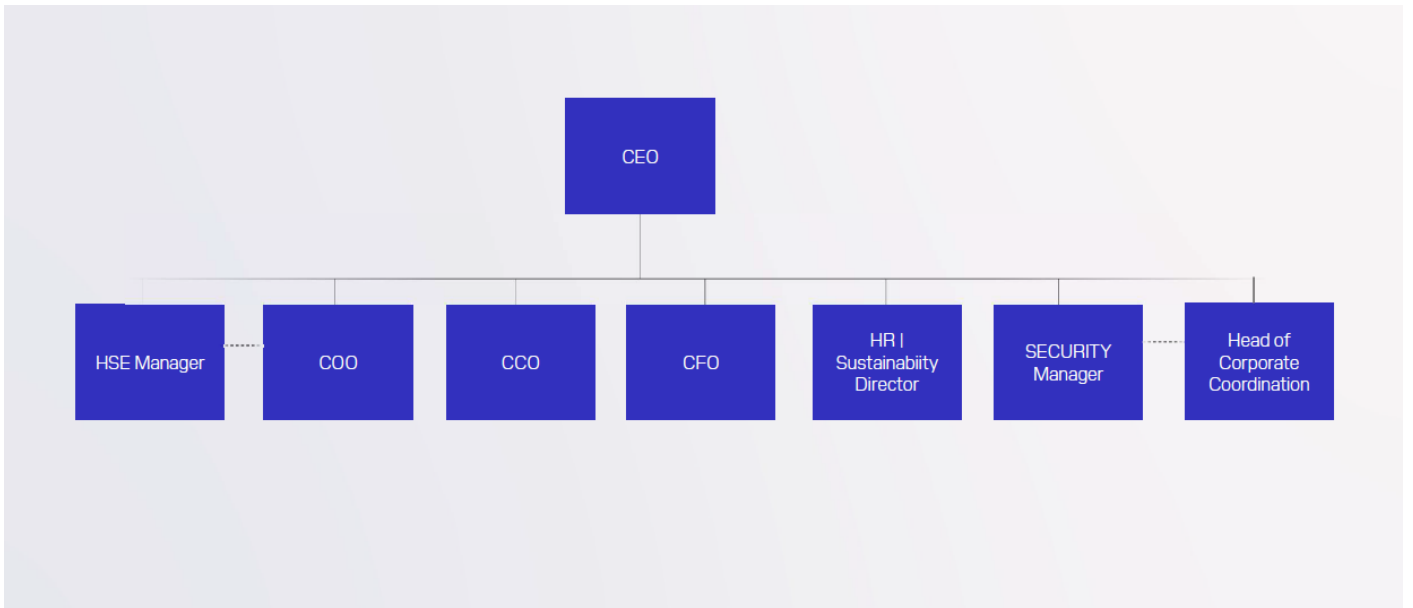 CEO
HSE Manager
COO
CCO
CFO
HR |
Sustainabiity
Director
SECURITY
Manager
Head of
Corporate
Coordination